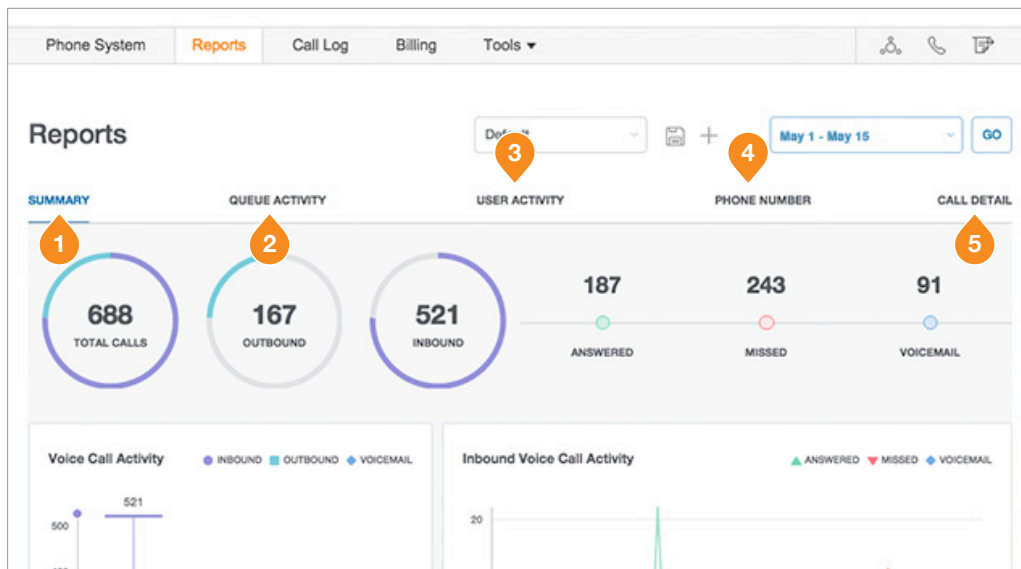 Phone System Reports Call Log Billing Tools
Reports
May 1 - May 15 GO
3 4
SUMMARY QUEUE ACTIVITY USER ACTIVITY PHONE NUMBER CALL DETAIL
1 2 5
688
TOTAL CALLS
167
OUTBOUND
521
INBOUND
187
ANSWERED
243
MISSED
91
VOICEMAIL
Voice Call Activity INBOUND OUTBOUND VOICEMAIL
521
500
Inbound Voice Call Activity ANSWERED MISSED VOICEMAIL
20